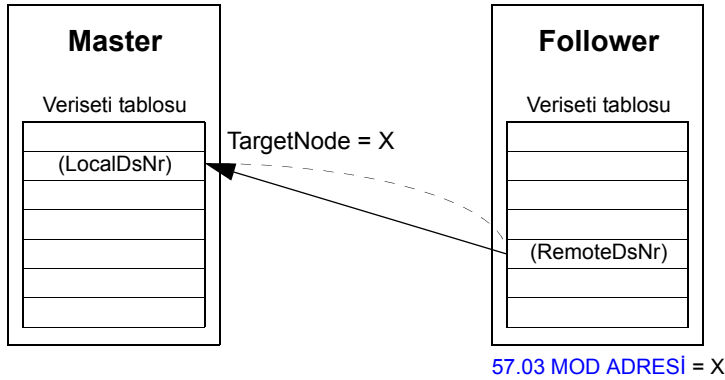 Master
Follower
Veriseti tablosu
Veriseti tablosu
TargetNode = X
(LocalDsNr)
(RemoteDsNr)
57.03 MOD ADRESİ = X